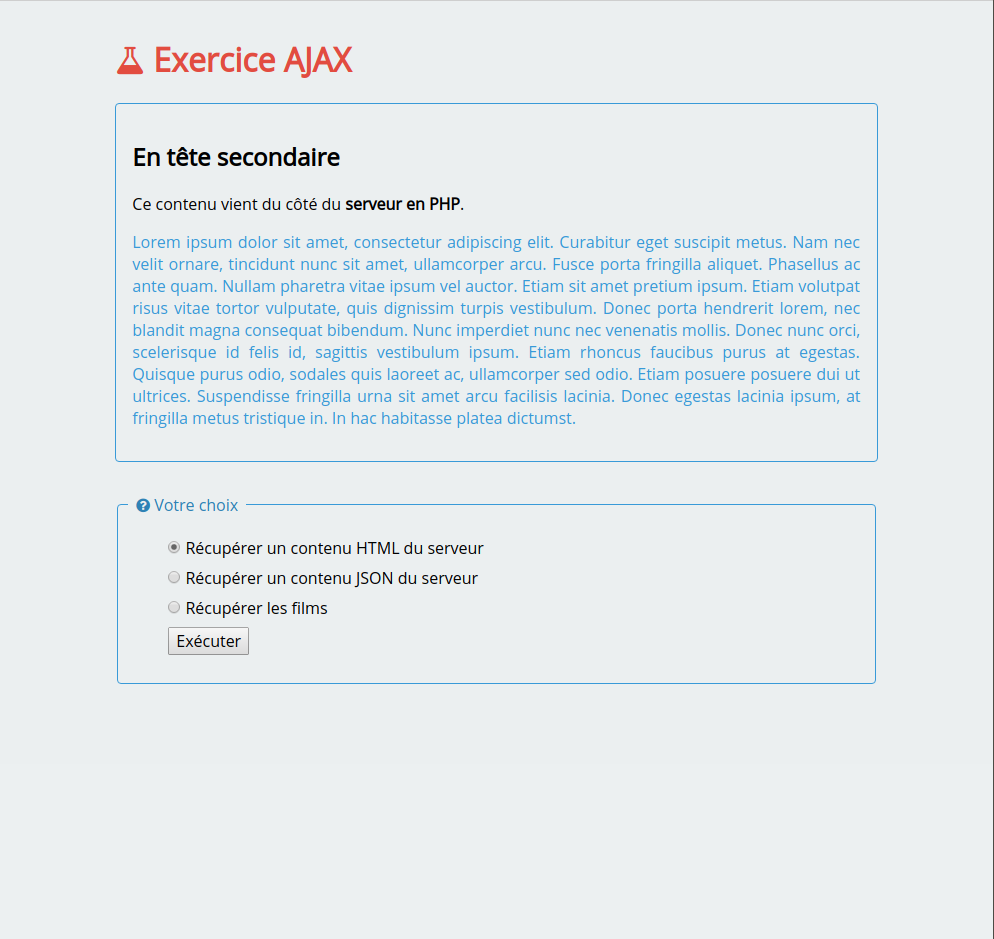 Exercice AJAX
En tête secondaire
Ce contenu vient du côté du serveur en PHP.
Lorem ipsum dolor sit amet, consectetur adipiscing elit. Curabitur eget suscipit metus. Nam nec
velit ornare, tincidunt nunc sit amet, ullamcorper arcu. Fusce porta fringilla aliquet. Phasellus ac
ante quam. Nullam pharetra vitae ipsum vel auctor. Etiam sit amet pretium ipsum. Etiam volutpat
risus vitae tortor vulputate, quis dignissim turpis vestibulum. Donec porta hendrerit lorem, nec
blandit magna consequat bibendum. Nunc imperdiet nunc nec venenatis mollis. Donec nunc orci,
scelerisque id felis id, sagittis vestibulum ipsum. Etiam rhoncus faucibus purus at egestas.
Quisque purus odio, sodales quis laoreet ac, ullamcorper sed odio. Etiam posuere posuere dui ut
ultrices. Suspendisse fringilla urna sit amet arcu facilisis lacinia. Donec egestas lacinia ipsum, at
fringilla metus tristique in. In hac habitasse platea dictumst.
Votre choix
Récupérer un contenu HTML du serveur
Récupérer un contenu JSON du serveur
Récupérer les films
Exécuter